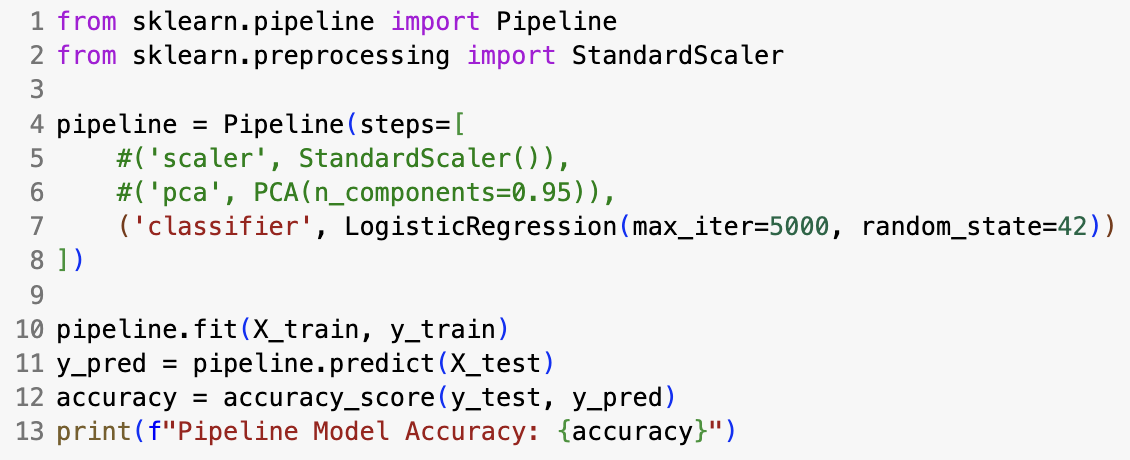 1 from sklearn.pipeline import Pipeline
2 from sklearn.preprocessing import StandardScaler
3
4 pipeline = Pipeline(steps=[
5     #('scaler', StandardScaler()),
6     #('pca', PCA(n_components=0.95)),
7     ('classifier', LogisticRegression(max_iter=5000, random_state=42))
8 ])
9
10 pipeline.fit(X_train, y_train)
11 y_pred = pipeline.predict(X_test)
12 accuracy = accuracy_score(y_test, y_pred)
13 print(f"Pipeline Model Accuracy: {accuracy}")